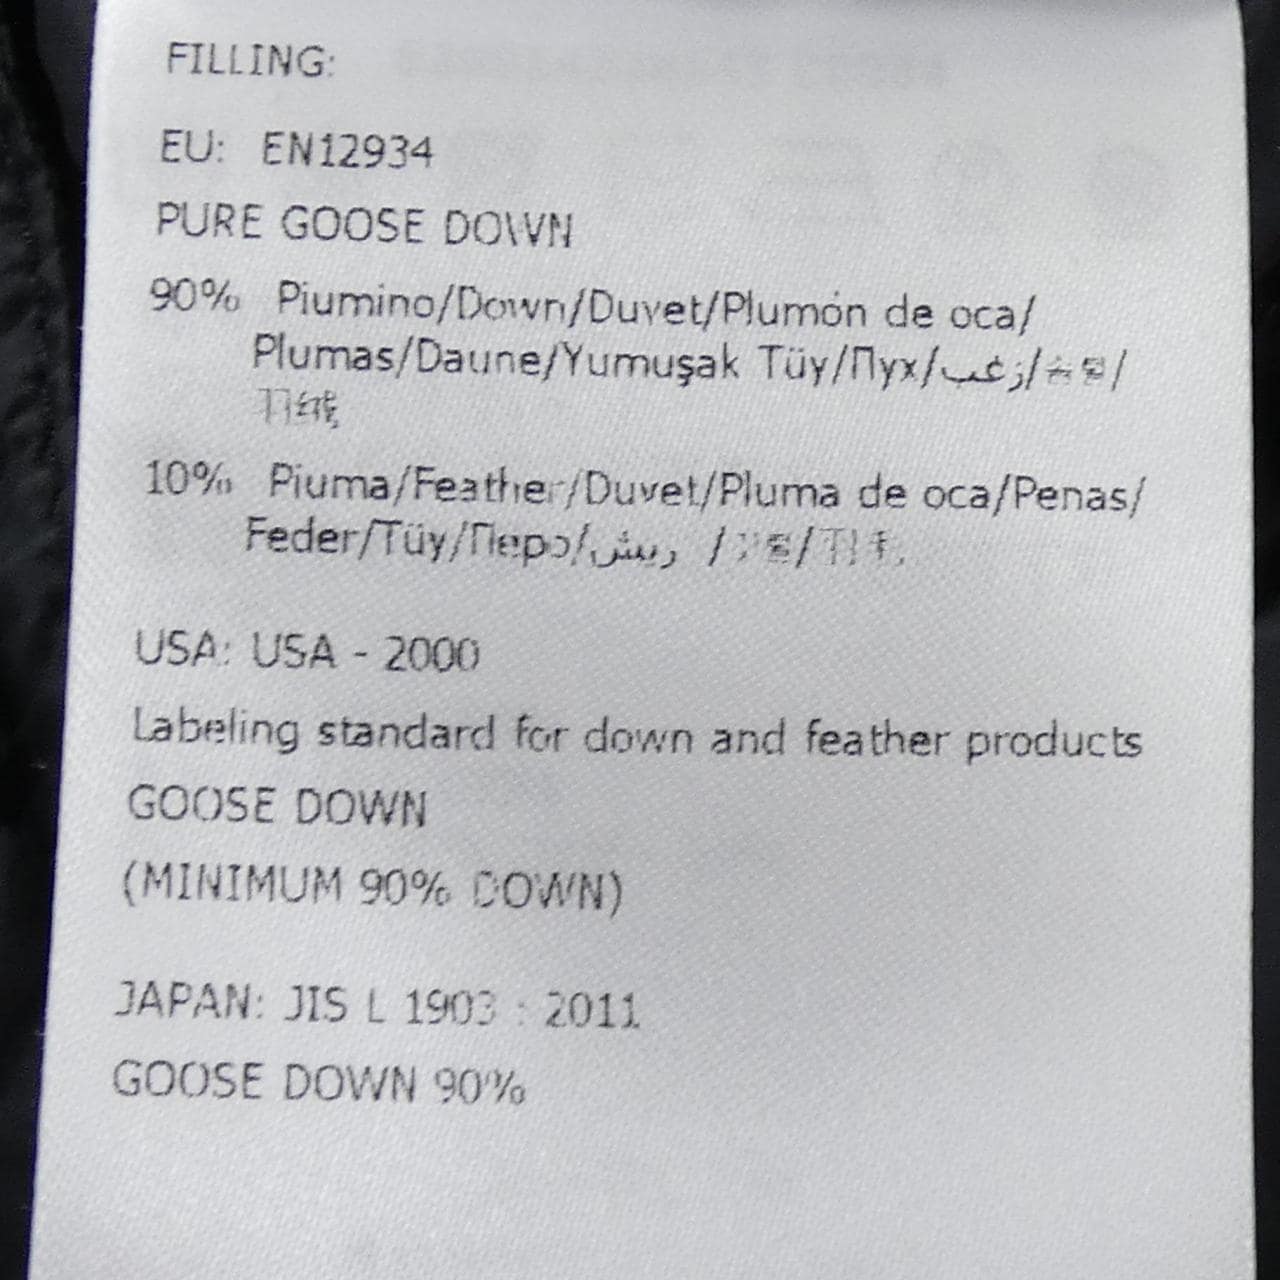 FILLING:
EU: EN12934
PURE GOOSE DOWN
90% Piumino/Down/Duvet/Plumón de oca/
Plumas/Daune/Yumuşak Tüy/Пух/زغب/
10% Piuma/Feather/Duvet/Pluma de oca/Penas/
Feder/Tüy/Перо/ريش /
USA: USA - 2000
Labeling standard for down and feather products
GOOSE DOWN
(MINIMUM 90% DOWN)
JAPAN: JIS L 1903 : 2011
GOOSE DOWN 90%